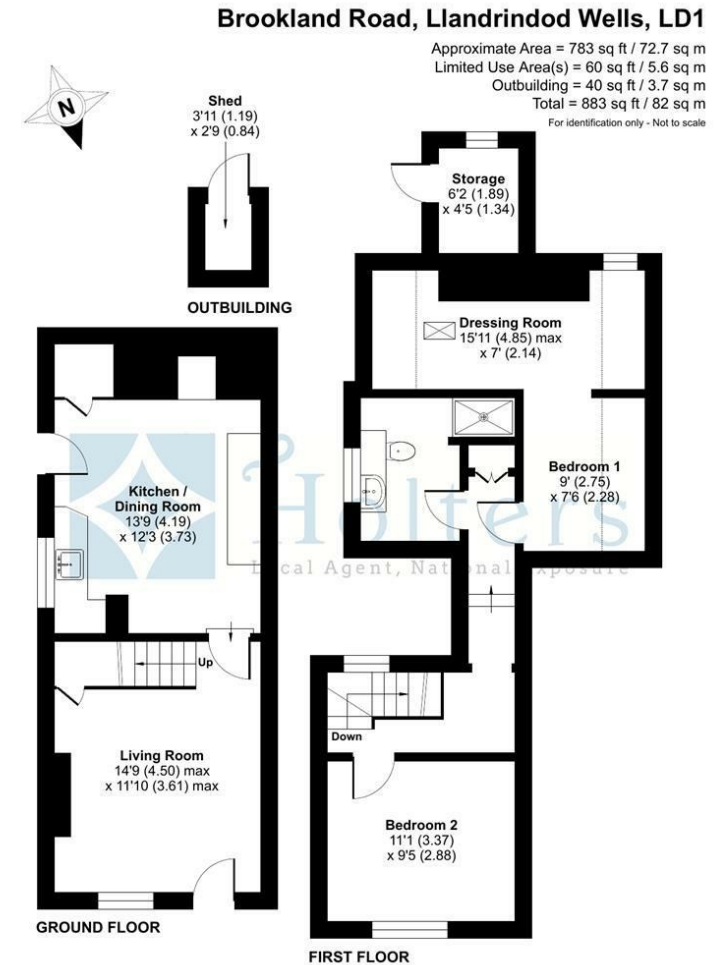 Brookland Road, Llandrindod Wells, LD1
Approximate Area = 783 sq ft / 72.7 sq m
Limited Use Area(s) = 60 sq ft / 5.6 sq m
Outbuilding = 40 sq ft / 3.7 sq m
Total = 883 sq ft / 82 sq m
For identification only - Not to scale
N
Shed
3'11 (1.19)
x 2'9 (0.84)
OUTBUILDING
Storage
6'2 (1.89)
x 4'5 (1.34)
Dressing Room
15'11 (4.85) max
x 7' (2.14)
Bedroom 1
9' (2.75)
x 7'6 (2.28)
Kitchen /
Dining Room
13'9 (4.19)
x 12'3 (3.73)
Holters
Local Agent, National Exposure
Up
Living Room
14'9 (4.50) max
x 11'10 (3.61) max
Down
Bedroom 2
11'1 (3.37)
x 9'5 (2.88)
GROUND FLOOR
FIRST FLOOR